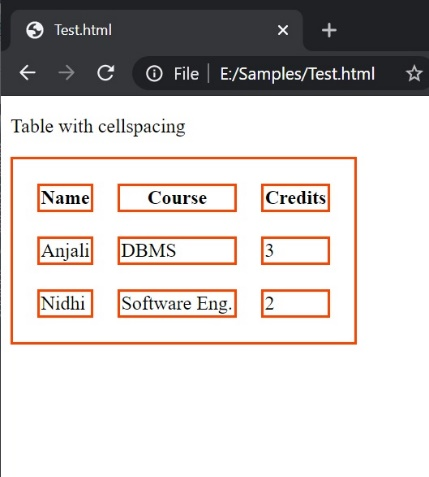 Test.html
File E:/Samples/Test.html
Table with cellspacing
Name Course Credits
Anjali DBMS 3
Nidhi Software Eng. 2